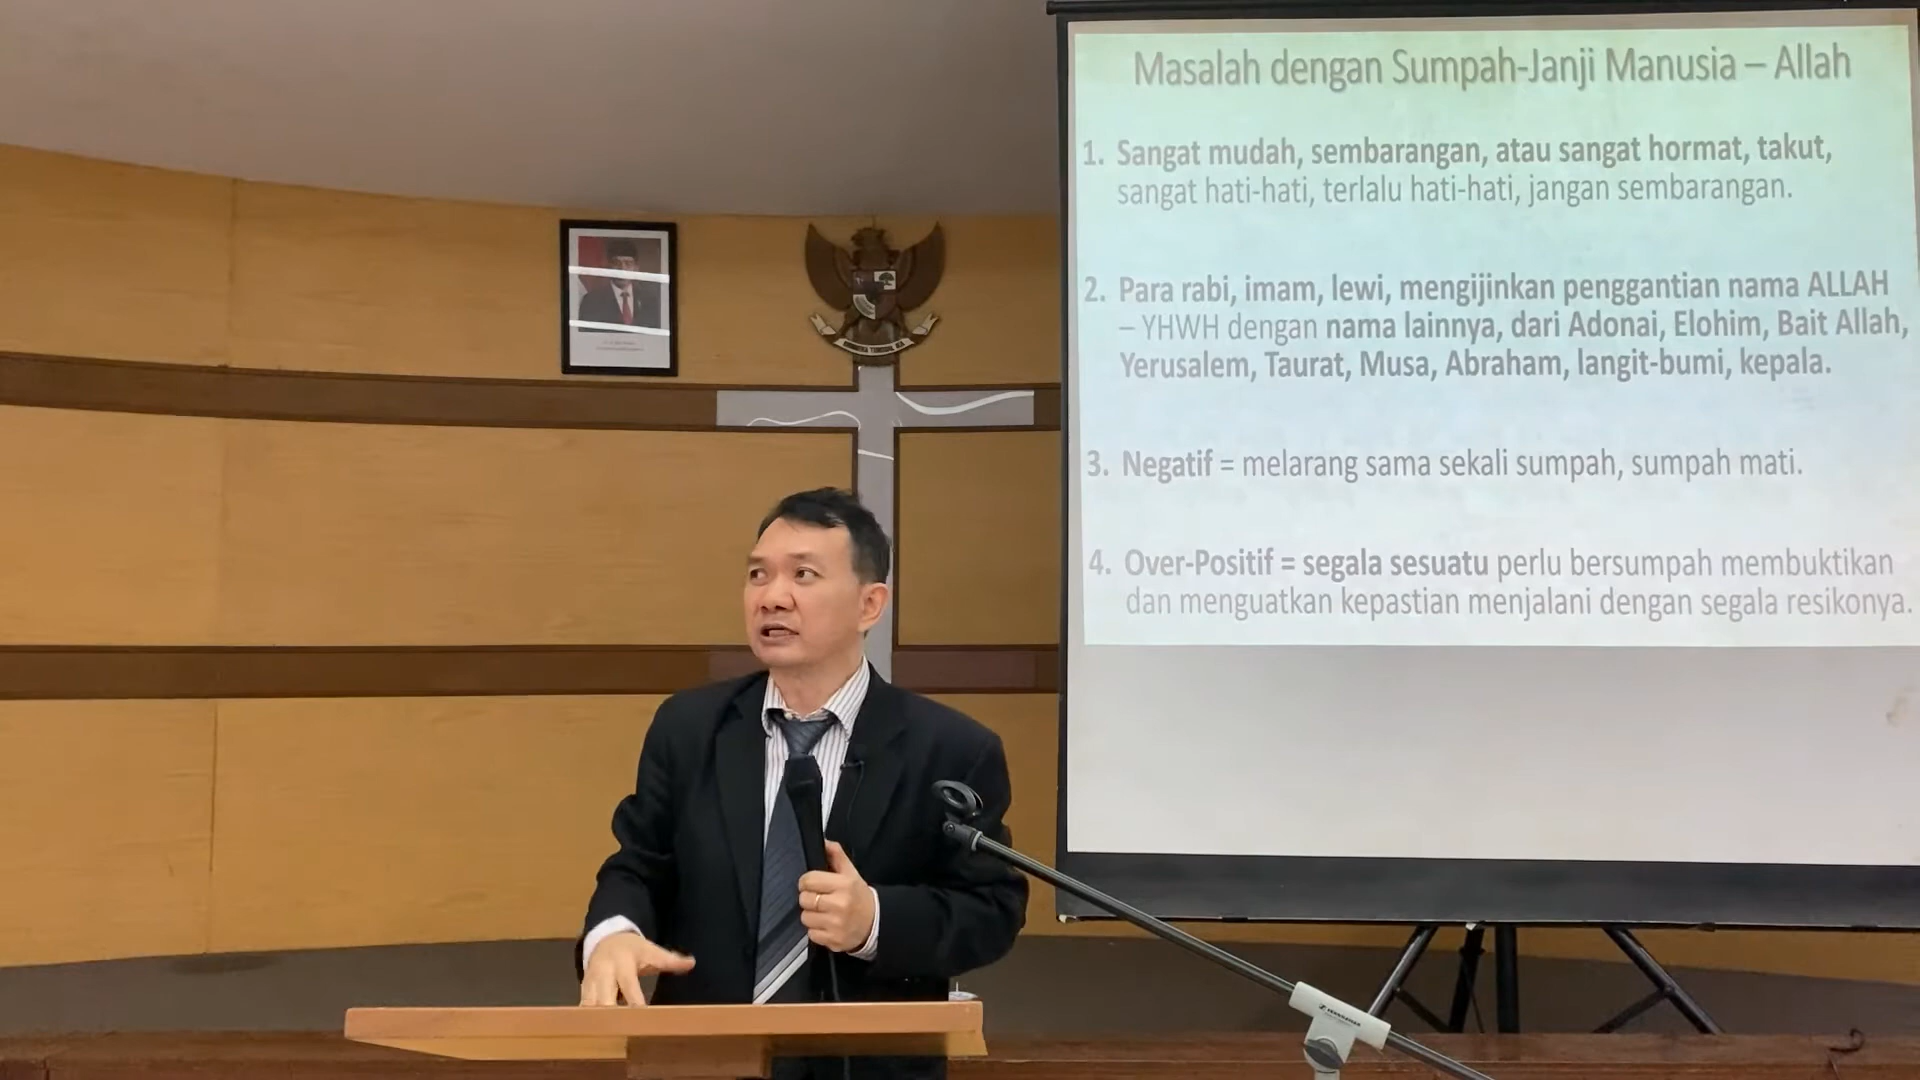 Masalah dengan Sumpah-Janji Manusia – Allah
1. Sangat mudah, sembarangan, atau sangat hormat, takut,
sangat hati-hati, terlalu hati-hati, jangan sembarangan.
2. Para rabi, imam, lewi, mengijinkan penggantian nama ALLAH
– YHWH dengan nama lainnya, dari Adonai, Elohim, Bait Allah,
Yerusalem, Taurat, Musa, Abraham, langit-bumi, kepala.
3. Negatif = melarang sama sekali sumpah, sumpah mati.
4. Over-Positif = segala sesuatu perlu bersumpah membuktikan
dan menguatkan kepastian menjalani dengan segala resikonya.